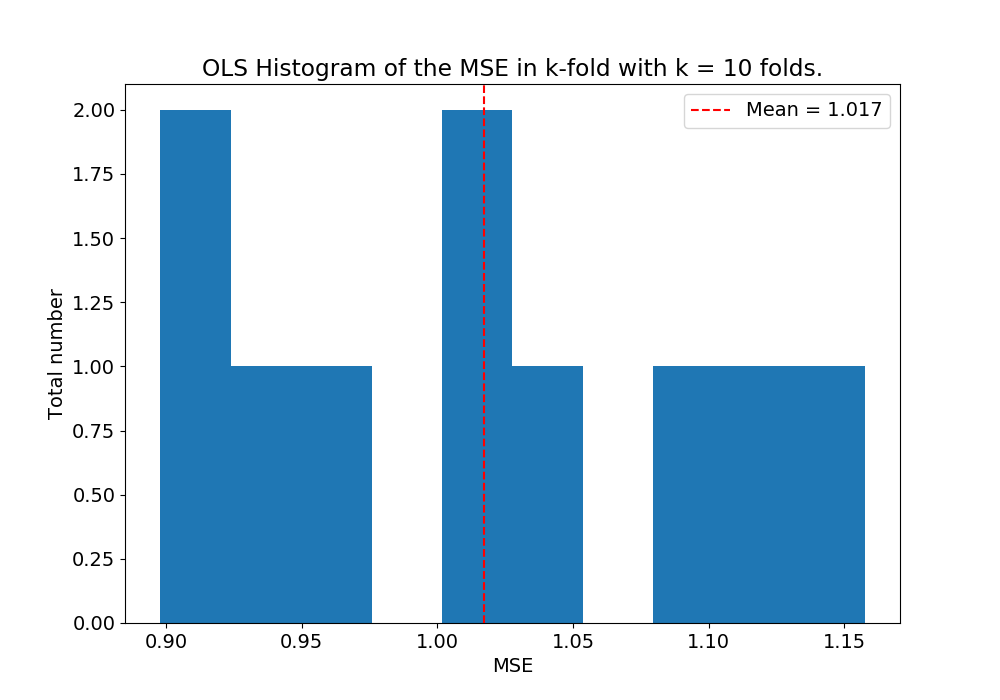 OLS Histogram of the MSE in k-fold with k = 10 folds.
Mean = 1.017
Total number
2.00
1.75
1.50
1.25
1.00
0.75
0.50
0.25
0.00
0.90 0.95 1.00 1.05 1.10 1.15
MSE